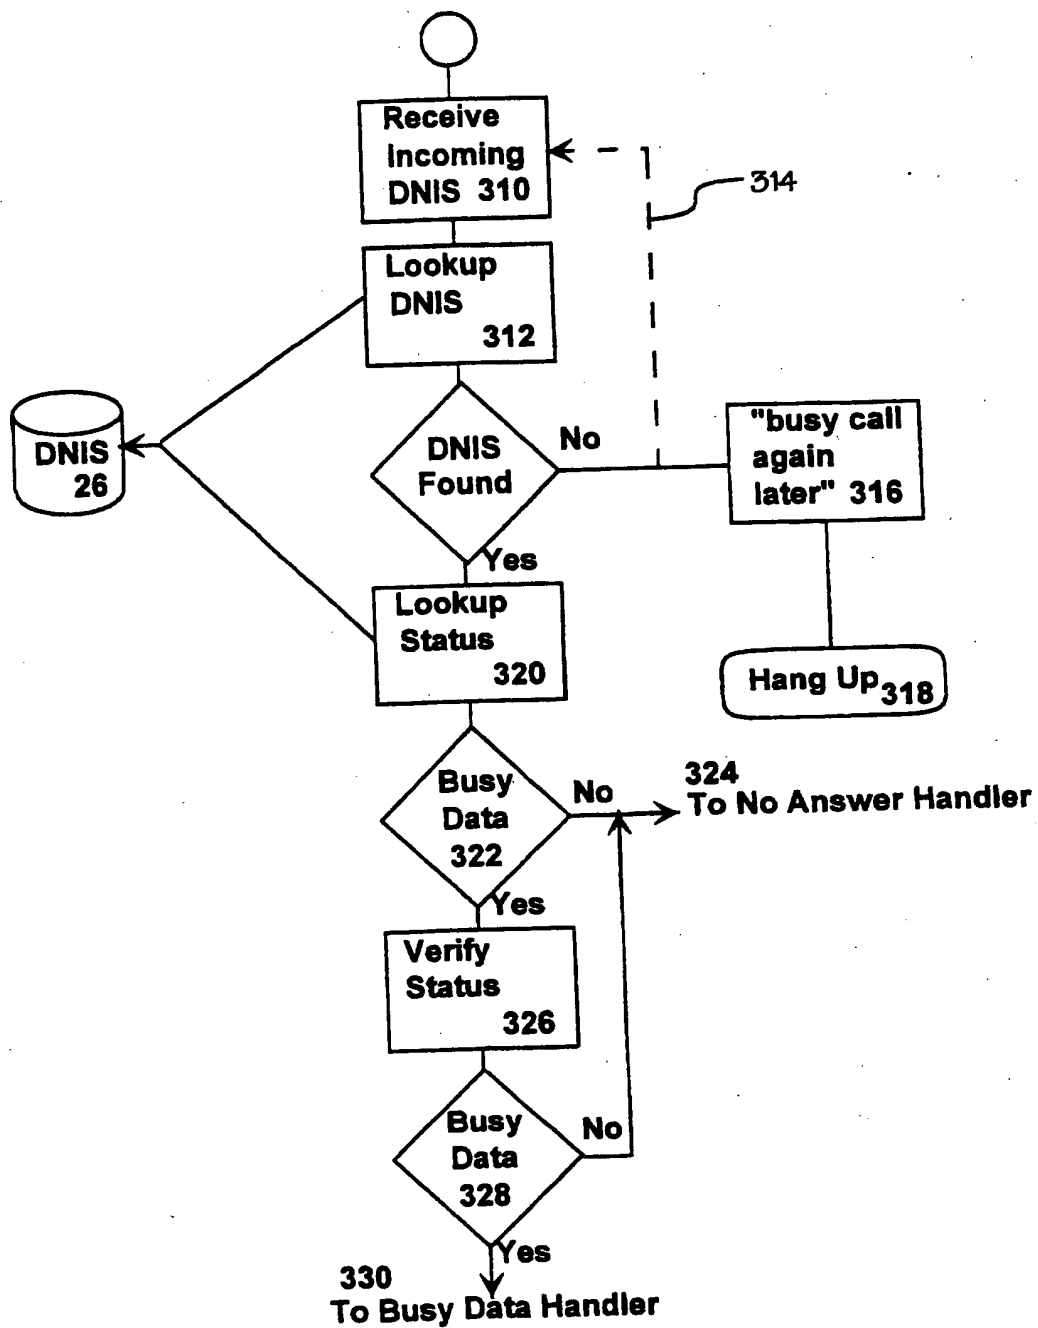 Receive
Incoming
DNIS 310
314
Lookup
DNIS
312
DNIS
26
DNIS
Found
No
"busy call
again
later" 316
Yes
Lookup
Status
320
Hang Up 318
Busy
Data
322
No
324
To No Answer Handler
Yes
Verify
Status
326
Busy
Data
328
No
Yes
330
To Busy Data Handler